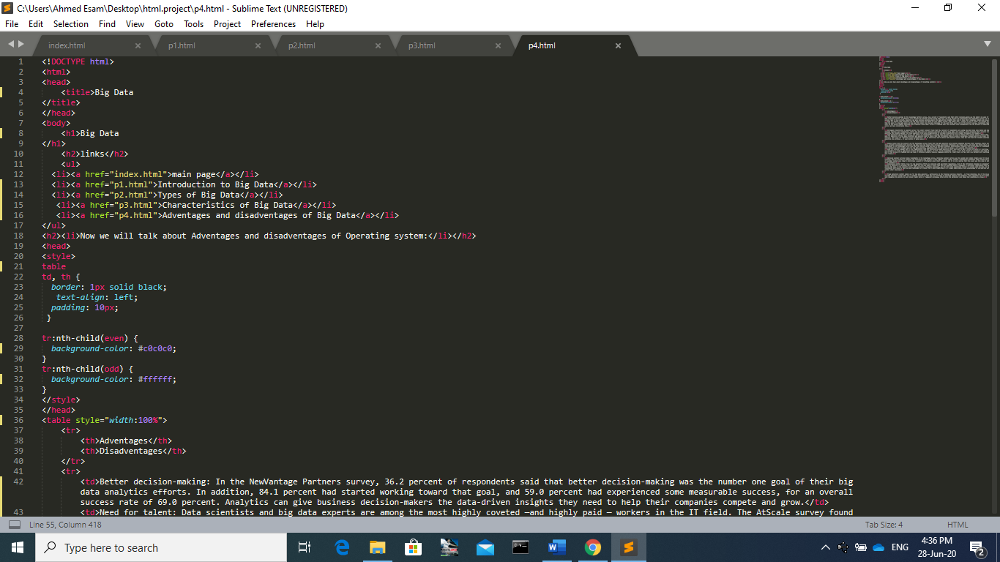 C:\Users\Ahmed Esam\Desktop\html.project\p4.html - Sublime Text (UNREGISTERED)
File Edit Selection Find View Goto Tools Project Preferences Help
index.html p1.html p2.html p3.html p4.html
1 <!DOCTYPE html>
2 <html>
3 <head>
4 <title>Big Data
5 </title>
6 </head>
7 <body>
8 <h1>Big Data
9 </h1>
10 <h2>links</h2>
11 <ul>
12 <li><a href="index.html">main page</a></li>
13 <li><a href="p1.html">Introduction to Big Data</a></li>
14 <li><a href="p2.html">Types of Big Data</a></li>
15 <li><a href="p3.html">Characteristics of Big Data</a></li>
16 <li><a href="p4.html">Adventages and disadventages of Big Data</a></li>
17 </ul>
18 <h2><li>Now we will talk about Adventages and disadventages of Operating system:</li></h2>
19 <head>
20 <style>
21 table
22 td, th {
23 border: 1px solid black;
24 text-align: left;
25 padding: 10px;
26 }
27
28 tr:nth-child(even) {
29 background-color: #c0c0c0;
30 }
31 tr:nth-child(odd) {
32 background-color: #ffffff;
33 }
34 </style>
35 </head>
36 <table style="width:100%">
37 <tr>
38 <th>Adventages</th>
39 <th>Disadventages</th>
40 </tr>
41 <tr>
42 <td>Better decision-making: In the NewVantage Partners survey, 36.2 percent of respondents said that better decision-making was the number one goal of their big
data analytics efforts. In addition, 84.1 percent had started working toward that goal, and 59.0 percent had experienced some measurable success, for an overall
success rate of 69.0 percent. Analytics can give business decision-makers the data-driven insights they need to help their companies compete and grow.</td>
43 <td>Need for talent: Data scientists and big data experts are among the most highly coveted —and highly paid — workers in the IT field. The AtScale survey found
Line 55, Column 418 Tab Size: 4 HTML
Type here to search
ENG
4:36 PM
28-Jun-20
2